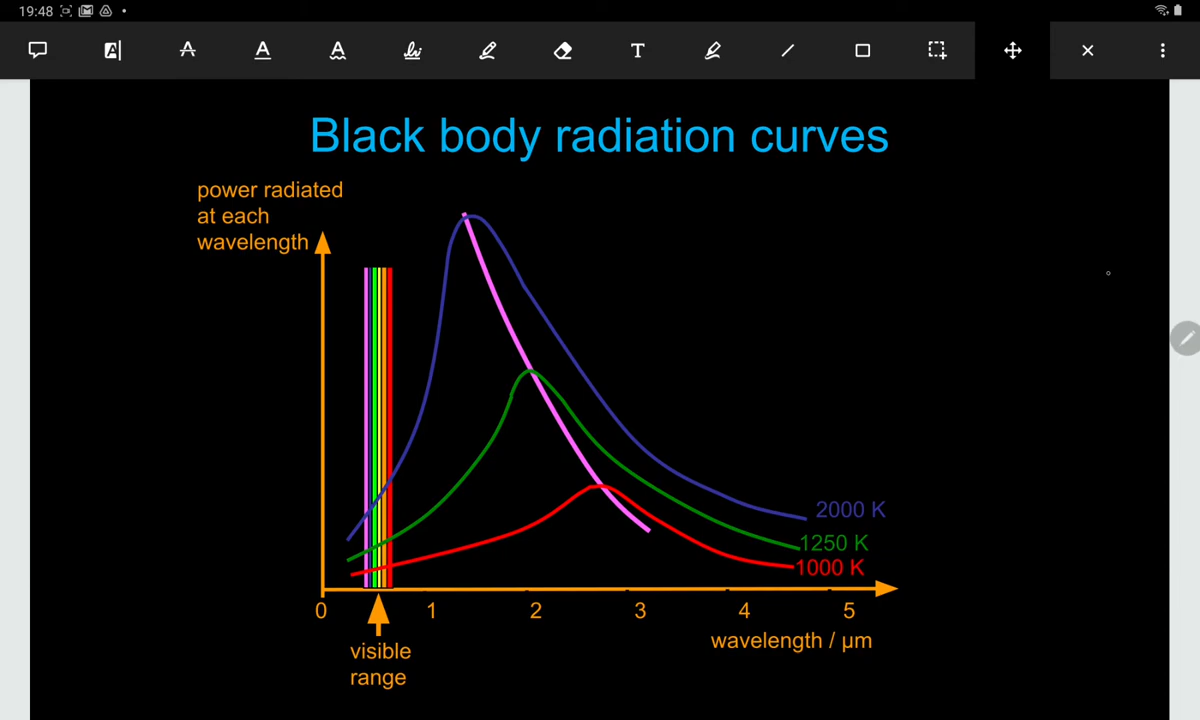 19:48
A
A
A
A
T
Black body radiation curves
power radiated
at each
wavelength
2000 K
1250 K
1000 K
0 1 2 3 4 5
wavelength / μm
visible
range